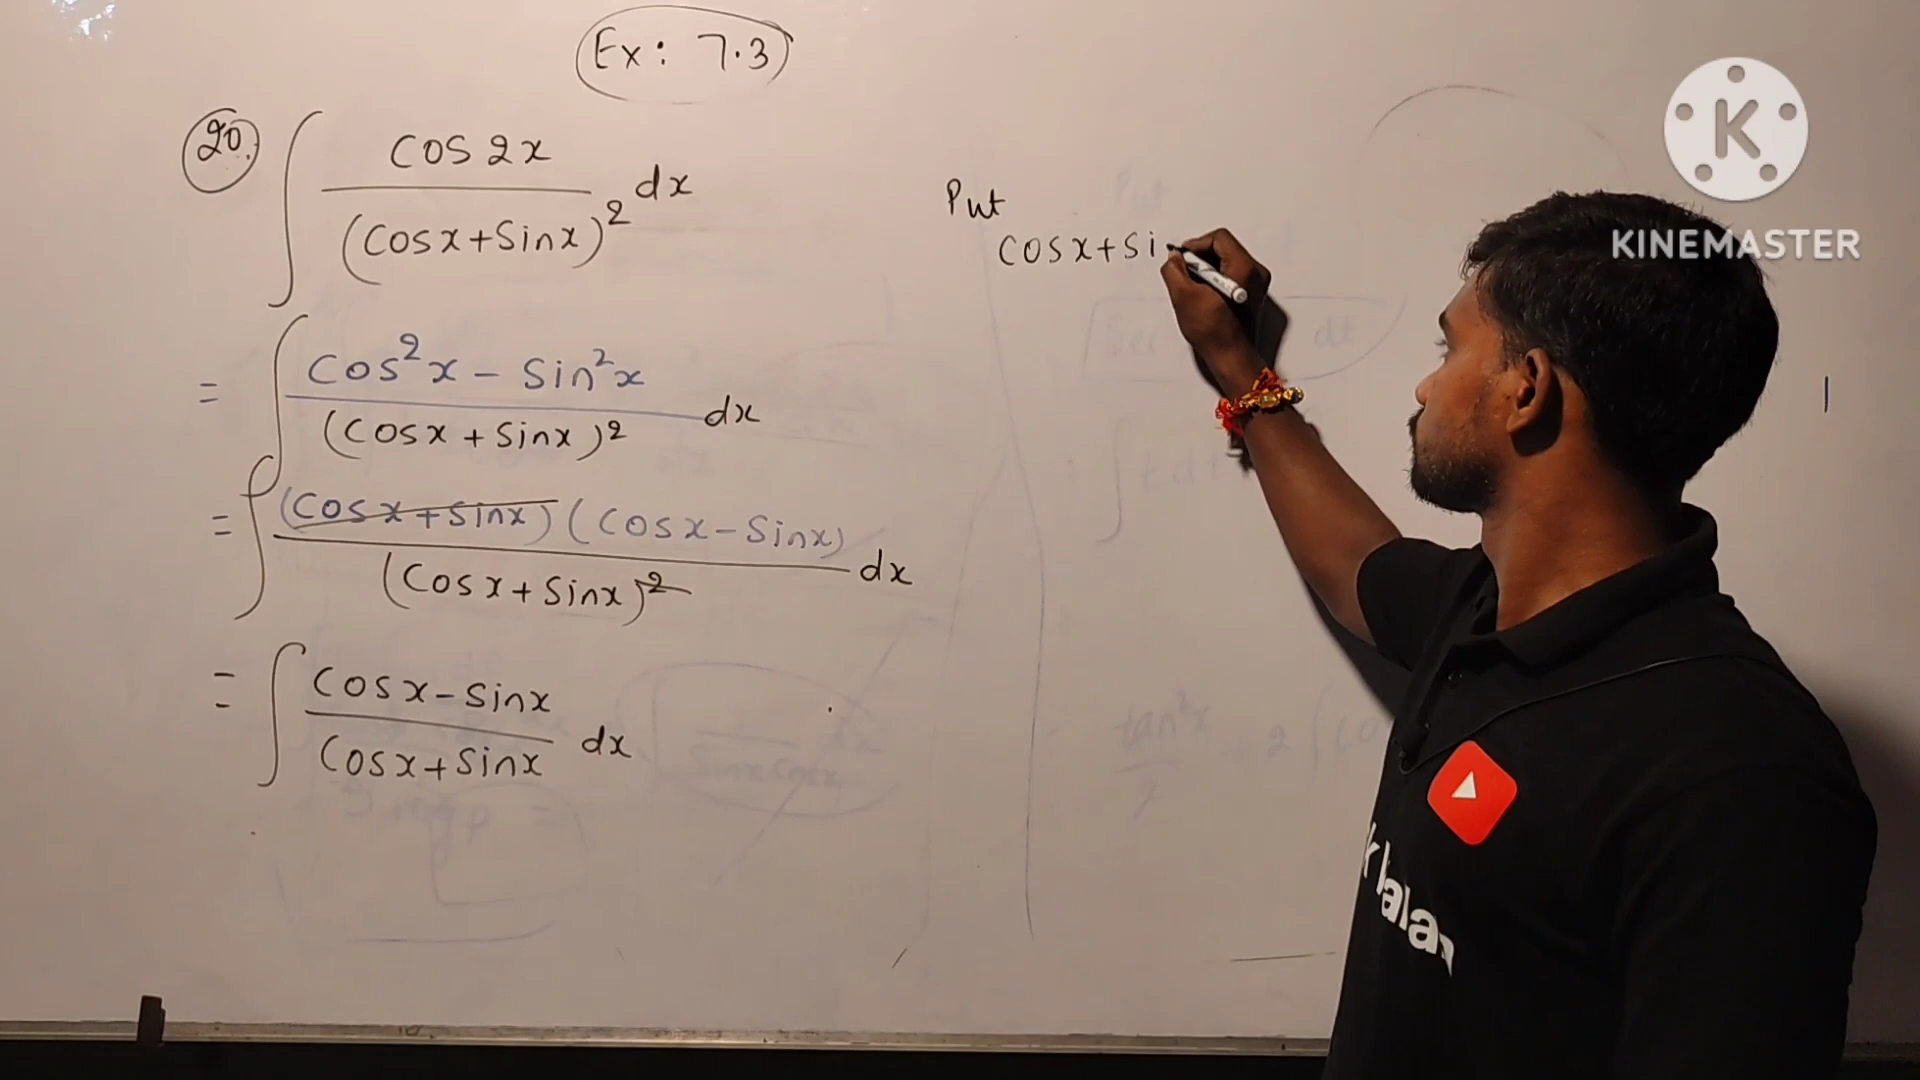 Ex: 7.3
20. ∫ cos 2x / (cosx+sinx)² dx
= ∫ cos²x - sin²x / (cosx + sinx)² dx
= ∫ (cosx+sinx)(cosx-sinx) / (cosx+sinx)² dx
= ∫ cosx-sinx / cosx+sinx dx
Put
cosx+si
K
KINEMASTER